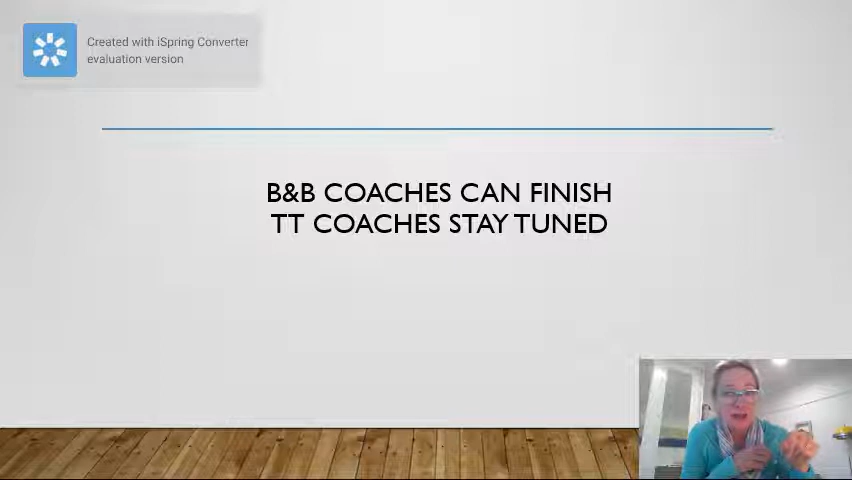 Created with iSpring Converter
evaluation version
B&B COACHES CAN FINISH
TT COACHES STAY TUNED